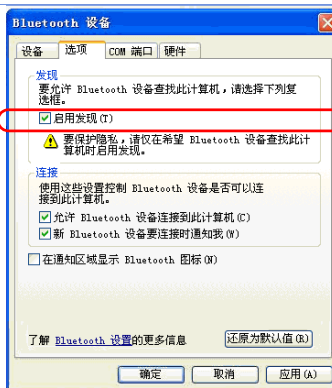 Bluetooth 设备
设备 选项 COM 端口 硬件
发现
要允许 Bluetooth 设备查找此计算机，请选择下列复
选框。
启用发现(T)
要保护隐私，请仅在希望 Bluetooth 设备查找此计
算机时启用发现。
连接
使用这些设置控制 Bluetooth 设备是否可以连
接到此计算机。
允许 Bluetooth 设备连接到此计算机(C)
新 Bluetooth 设备要连接时通知我(W)
在通知区域显示 Bluetooth 图标(N)
了解 Bluetooth 设置的更多信息 还原为默认值(R)
确定 取消 应用(A)